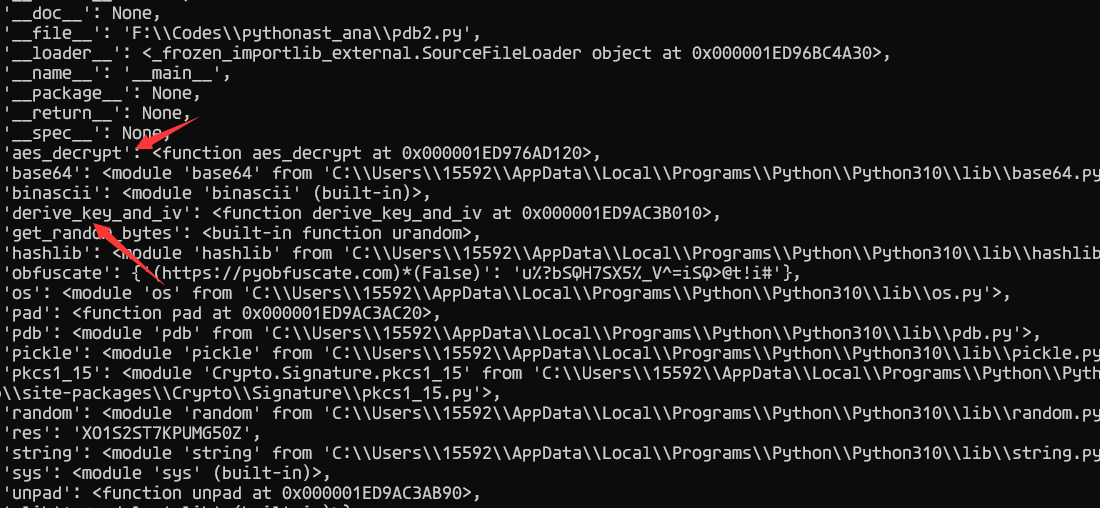 '__doc__': None,
'__file__': 'F:\\Codes\\pythonast_ana\\pdb2.py',
'__loader__': <_frozen_importlib_external.SourceFileLoader object at 0x000001ED96BC4A30>,
'__name__': '__main__',
'__package__': None,
'__return__': None,
'__spec__': None,
'aes_decrypt': <function aes_decrypt at 0x000001ED976AD120>,
'base64': <module 'base64' from 'C:\\Users\\15592\\AppData\\Local\\Programs\\Python\\Python310\\lib\\base64.py
'binascii': <module 'binascii' (built-in)>,
'derive_key_and_iv': <function derive_key_and_iv at 0x000001ED9AC3B010>,
'get_random_bytes': <built-in function urandom>,
'hashlib': <module 'hashlib' from 'C:\\Users\\15592\\AppData\\Local\\Programs\\Python\\Python310\\lib\\hashlib
'obfuscate': { '(https://pyobfuscate.com)*(False)': 'u%?bSQH7SX5%_V^=iSQ>@t!i#'},
'os': <module 'os' from 'C:\\Users\\15592\\AppData\\Local\\Programs\\Python\\Python310\\lib\\os.py'>,
'pad': <function pad at 0x000001ED9AC3AC20>,
'pdb': <module 'pdb' from 'C:\\Users\\15592\\AppData\\Local\\Programs\\Python\\Python310\\lib\\pdb.py'>,
'pickle': <module 'pickle' from 'C:\\Users\\15592\\AppData\\Local\\Programs\\Python\\Python310\\lib\\pickle.py
'pkcs1_15': <module 'Crypto.Signature.pkcs1_15' from 'C:\\Users\\15592\\AppData\\Local\\Programs\\Python\\Pyth
\\site-packages\\Crypto\\Signature\\pkcs1_15.py'>,
'random': <module 'random' from 'C:\\Users\\15592\\AppData\\Local\\Programs\\Python\\Python310\\lib\\random.py
'res': 'XO1S2ST7KPUMG50Z',
'string': <module 'string' from 'C:\\Users\\15592\\AppData\\Local\\Programs\\Python\\Python310\\lib\\string.py
'sys': <module 'sys' (built-in)>,
'unpad': <function unpad at 0x000001ED9AC3AB90>,